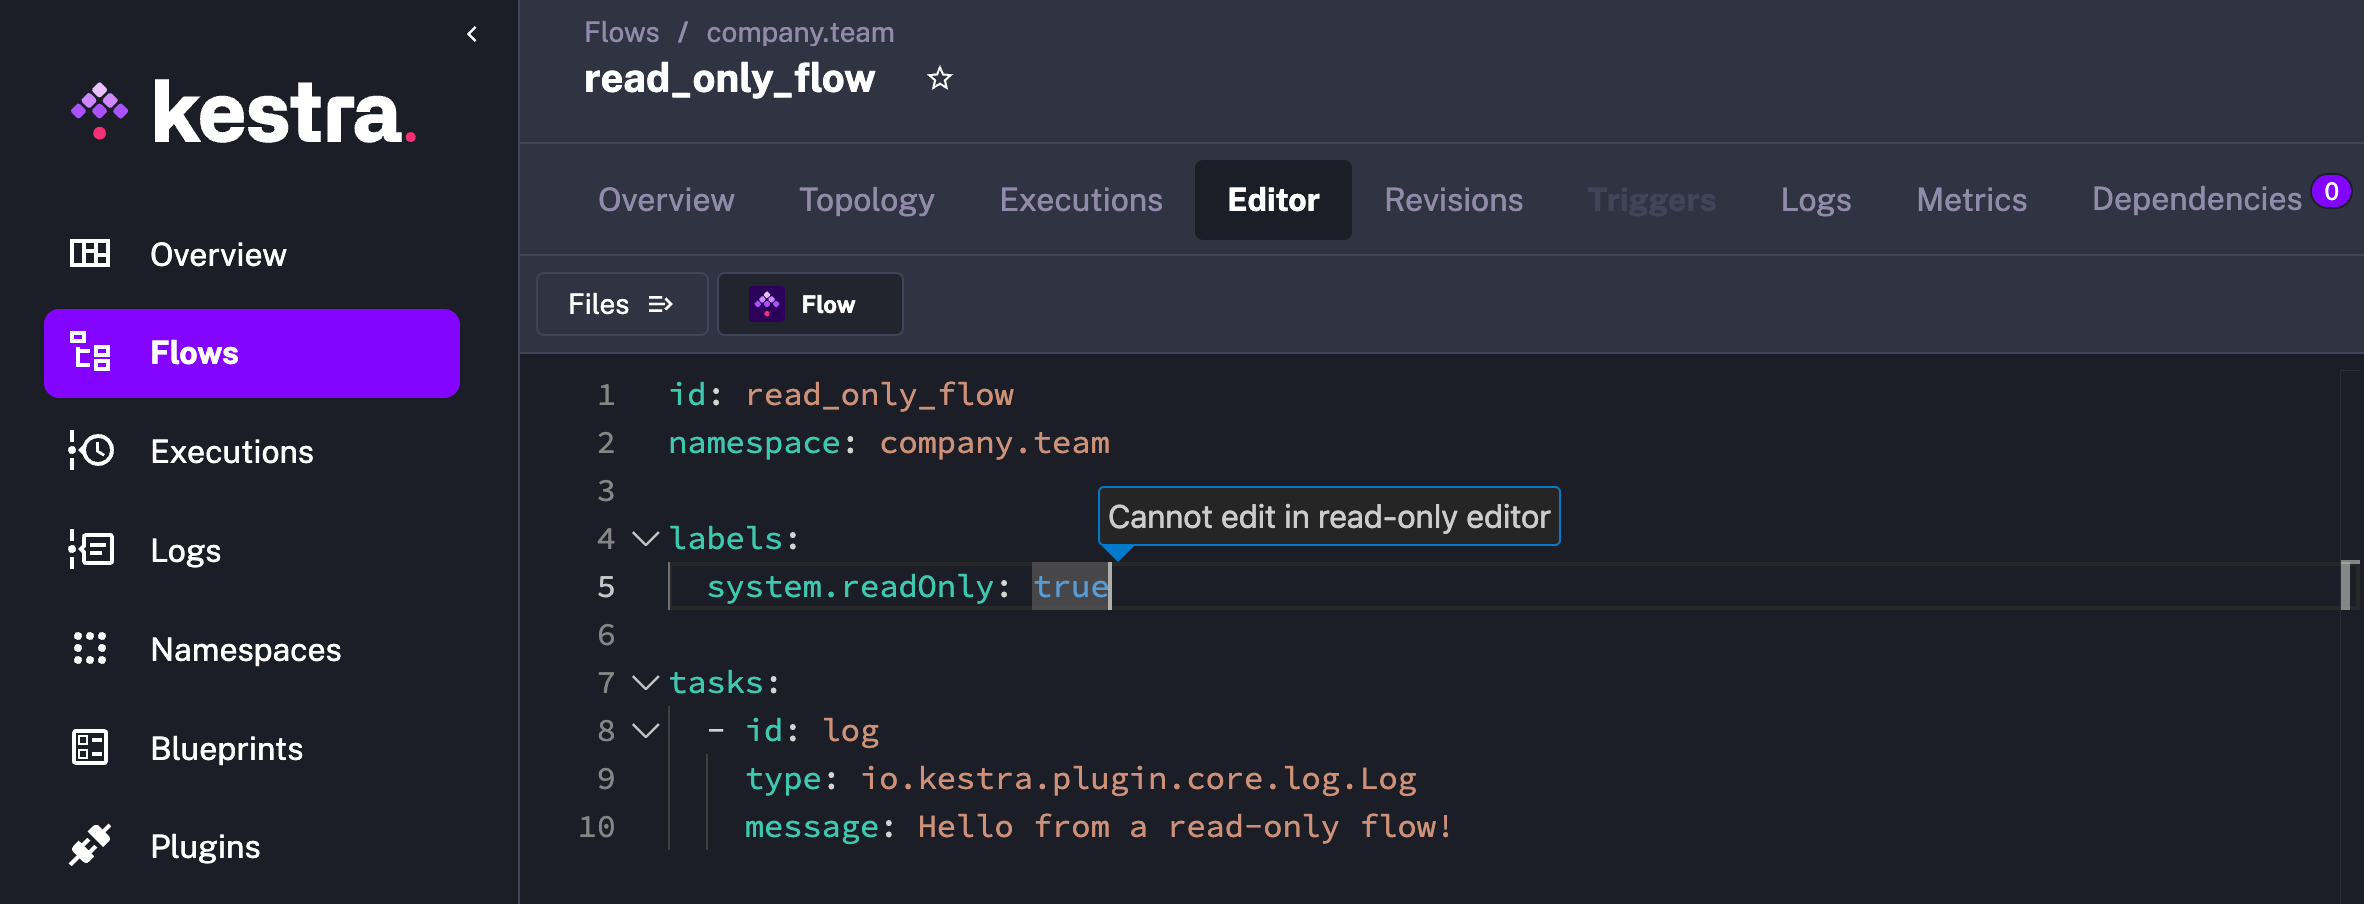 kestra.
Overview
Flows
Executions
Logs
Namespaces
Blueprints
Plugins
Flows / company.team
read_only_flow
Overview Topology Executions Editor Revisions Triggers Logs Metrics Dependencies 0
Files Flow
1 id: read_only_flow
2 namespace: company.team
3
Cannot edit in read-only editor
4 labels:
5 system.readOnly: true
6
7 tasks:
8 - id: log
9 type: io.kestra.plugin.core.log.Log
10 message: Hello from a read-only flow!